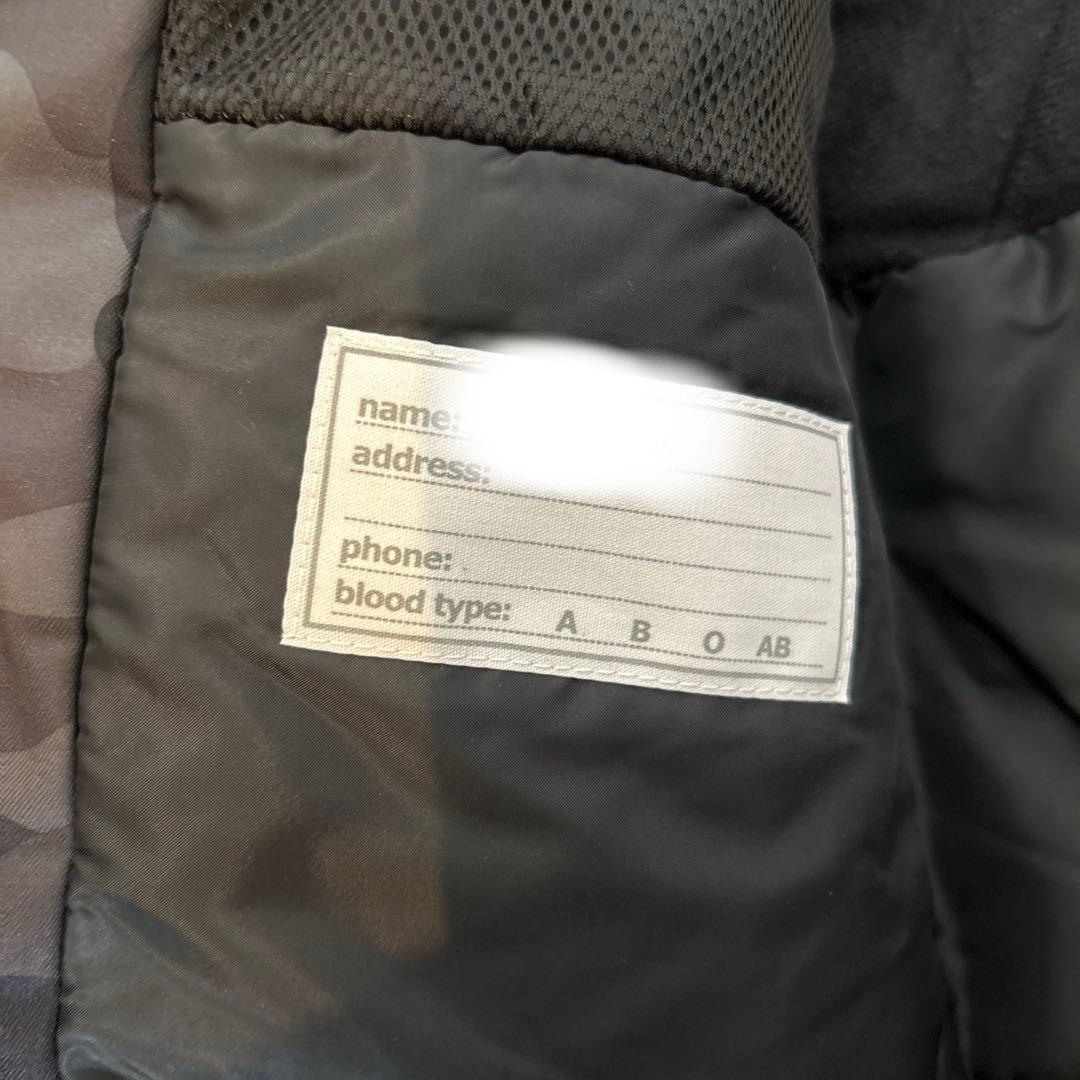 name:
address:
phone:
blood type: A B O AB